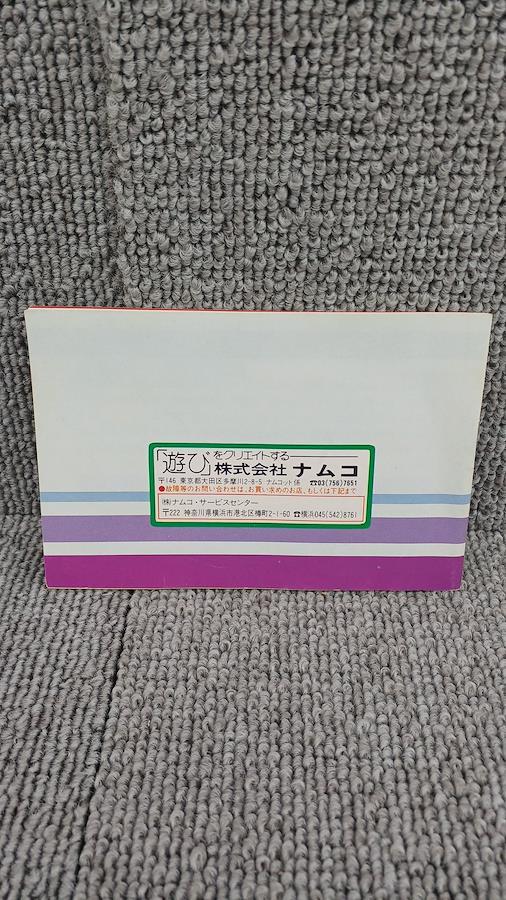 「遊び」をクリエイトする
株式会社 ナムコ
〒146 東京都大田区多摩川2-8-5 ナムコット係 ☎03(756)7651
●故障等のお問い合わせは、お買い求めのお店、もしくは下記まで
㈱ナムコ・サービスセンター
〒222 神奈川県横浜市港北区樽町2-1-60 ☎横浜045(542)8761